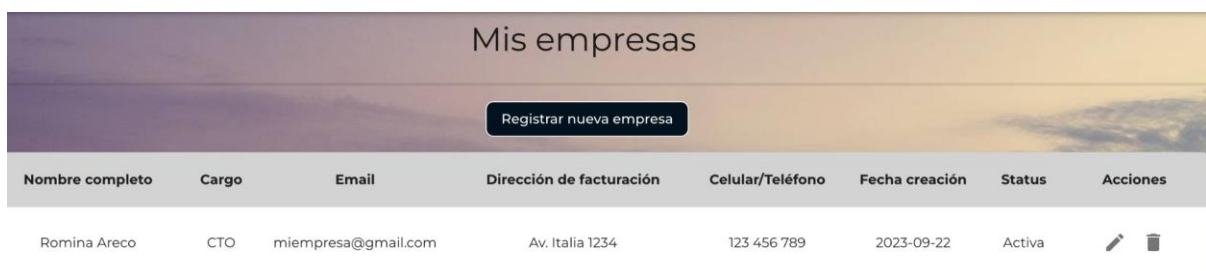 Mis empresas
Registrar nueva empresa
Nombre completo Cargo Email Dirección de facturación Celular/Teléfono Fecha creación Status Acciones
Romina Areco CTO miempresa@gmail.com Av. Italia 1234 123 456 789 2023-09-22 Activa